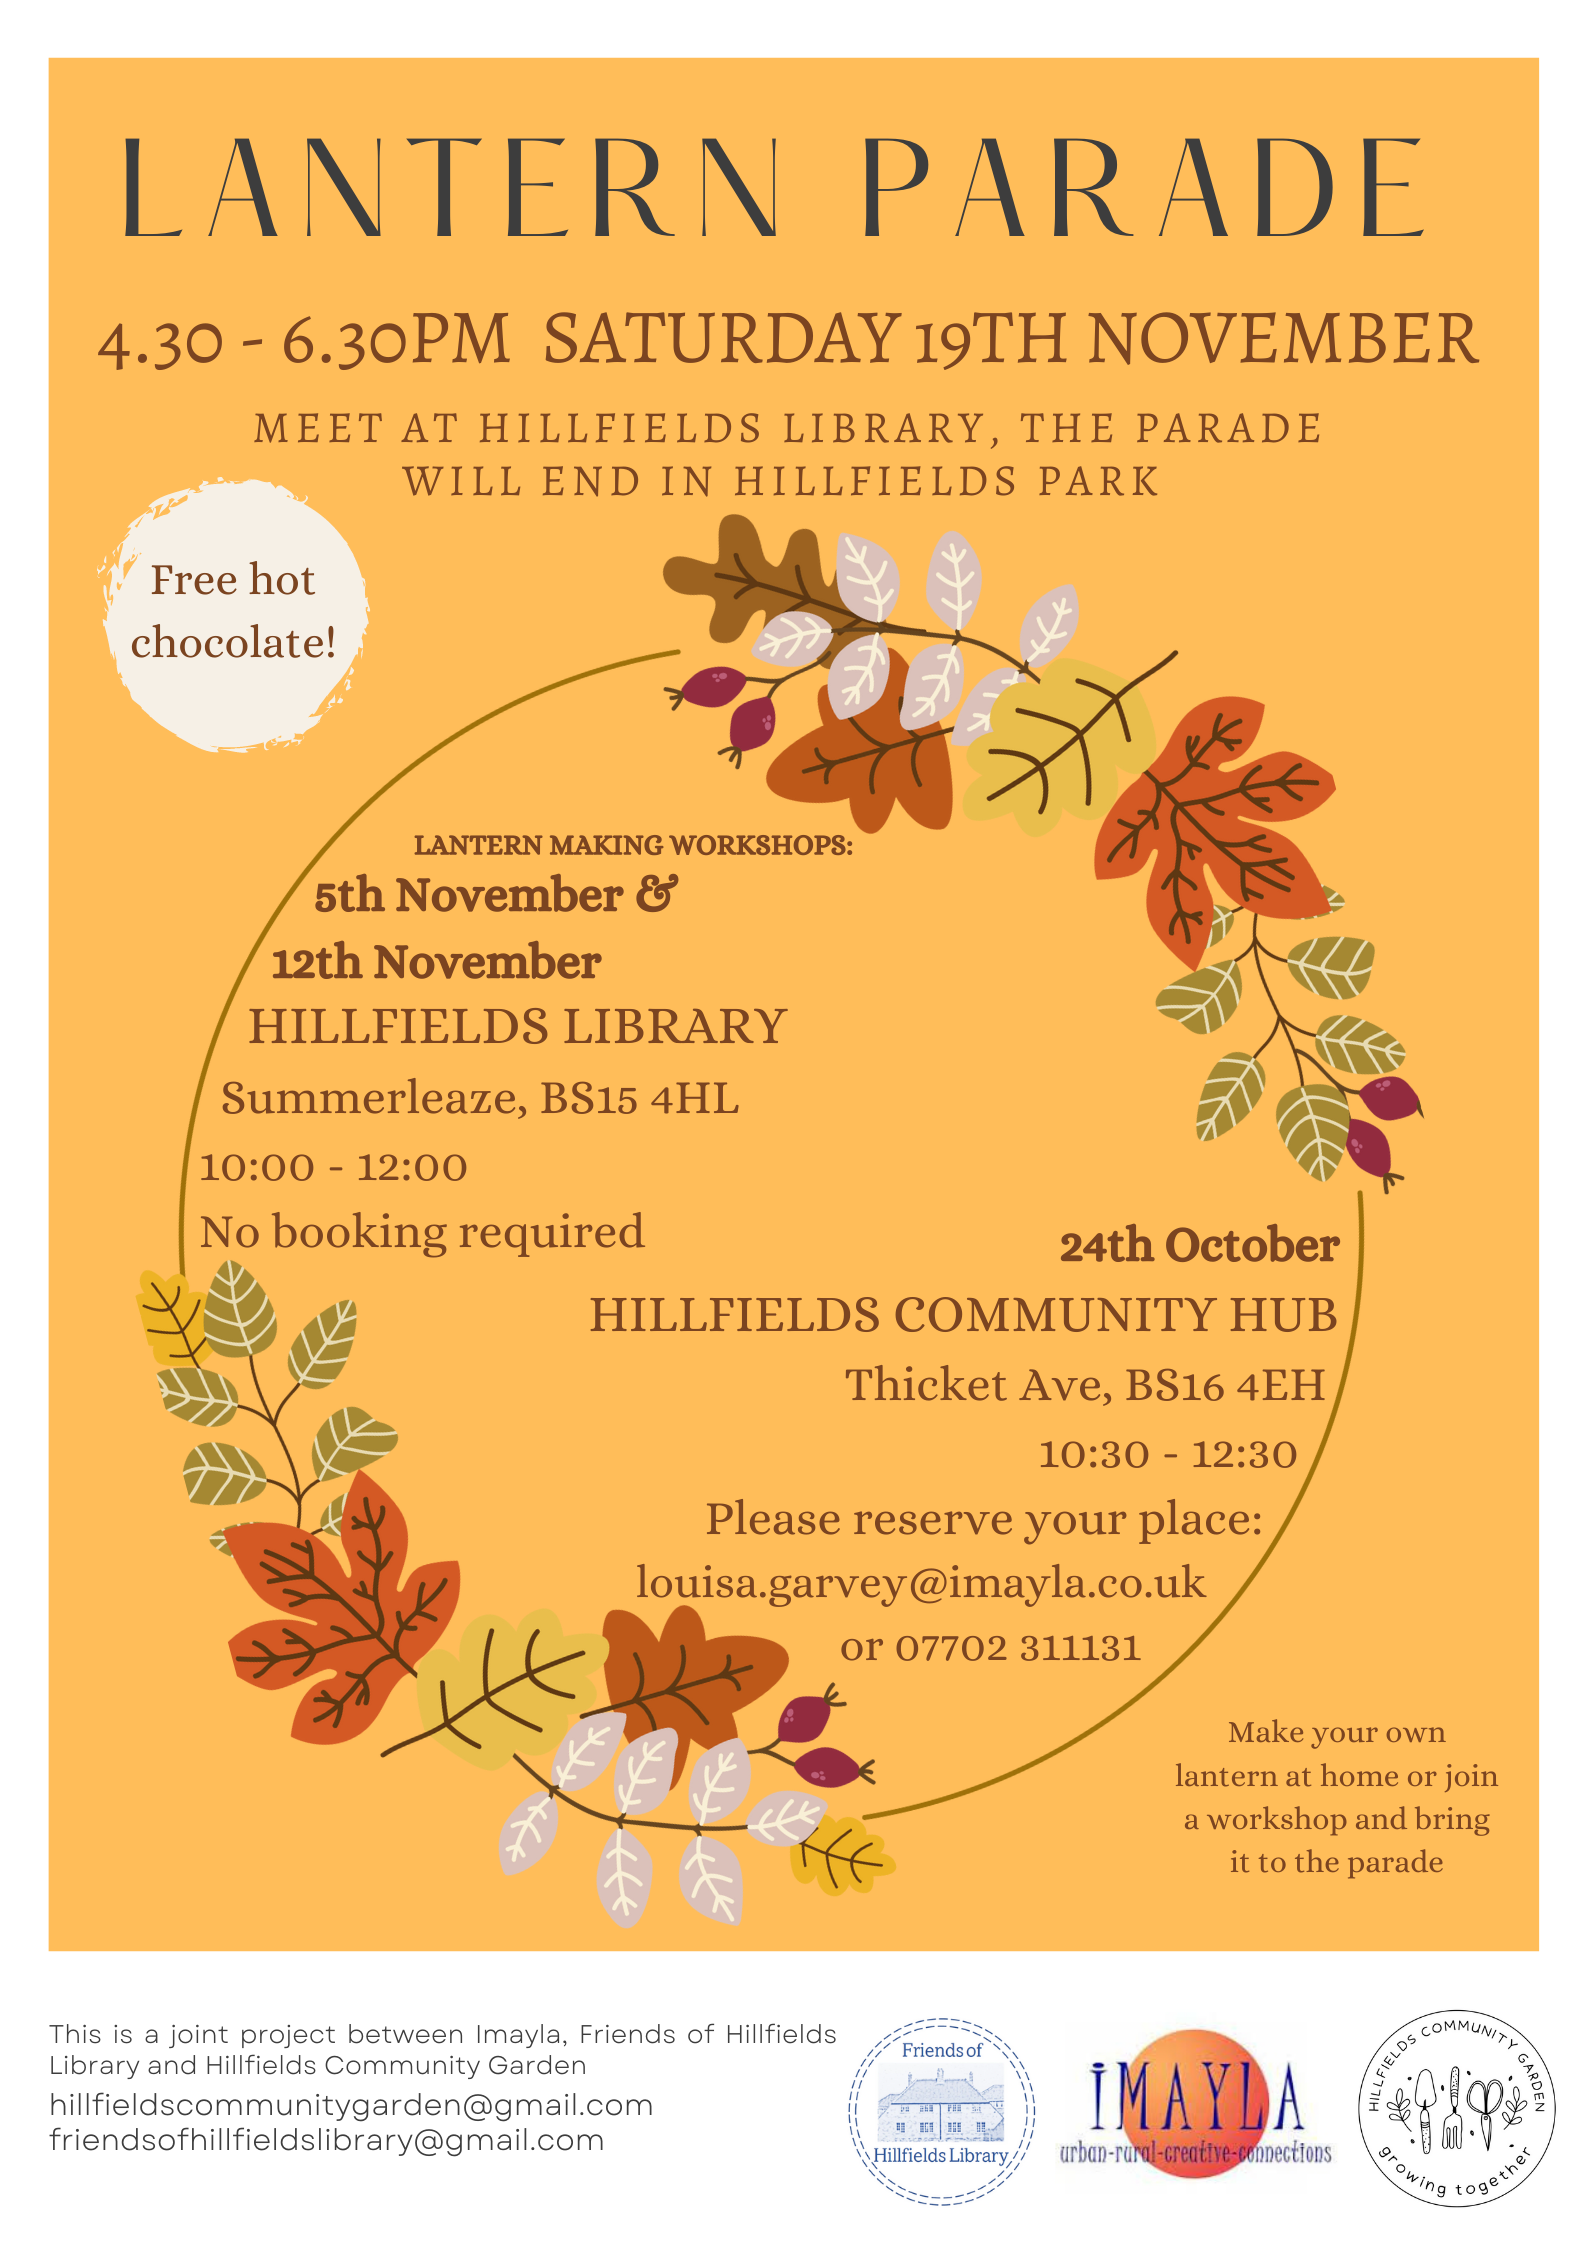 LANTERN PARADE
4.30 - 6.30PM SATURDAY 19TH NOVEMBER
MEET AT HILLFIELDS LIBRARY, THE PARADE
WILL END IN HILLFIELDS PARK
Free hot
chocolate!
LANTERN MAKING WORKSHOPS:
5th November &
12th November
HILLFIELDS LIBRARY
Summerleaze, BS15 4HL
10:00 - 12:00
No booking required
24th October
HILLFIELDS COMMUNITY HUB
Thicket Ave, BS16 4EH
10:30 - 12:30
Please reserve your place:
louisa.garvey@imayla.co.uk
or 07702 311131
Make your own
lantern at home or join
a workshop and bring
it to the parade
This is a joint project between Imayla, Friends of Hillfields
Library and Hillfields Community Garden
hillfieldscommunitygarden@gmail.com
friendsofhillfieldslibrary@gmail.com
Friends of
Hillfields Library
iMAYLA
urban-rural-creative-connections
HILLFIELDS COMMUNITY GARDEN
growing together